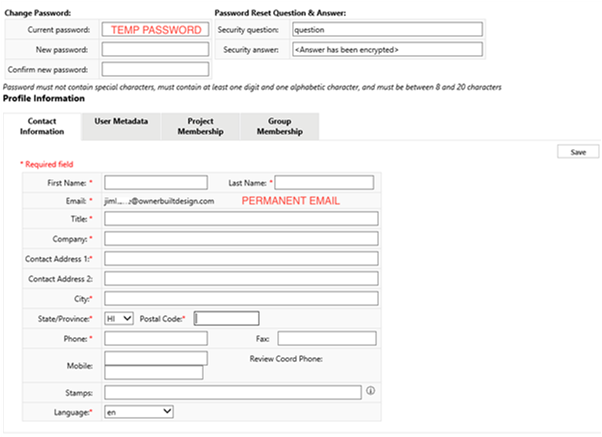 Change Password: Password Reset Question & Answer:
Current password: TEMP PASSWORD Security question: question
New password: Security answer: <Answer has been encrypted>
Confirm new password:
Password must not contain special characters, must contain at least one digit and one alphabetic character, and must be between 8 and 20 characters
Profile Information
Contact Information User Metadata Project Membership Group Membership
Save
* Required field
First Name: * Last Name: *
Email: * PERMANENT EMAIL
Title: *
Company: *
Contact Address 1:*
Contact Address 2:
City:*
State/Province:* HI Postal Code:*
Phone: * Fax:
Mobile: Review Coord Phone:
Stamps:
Language:* en